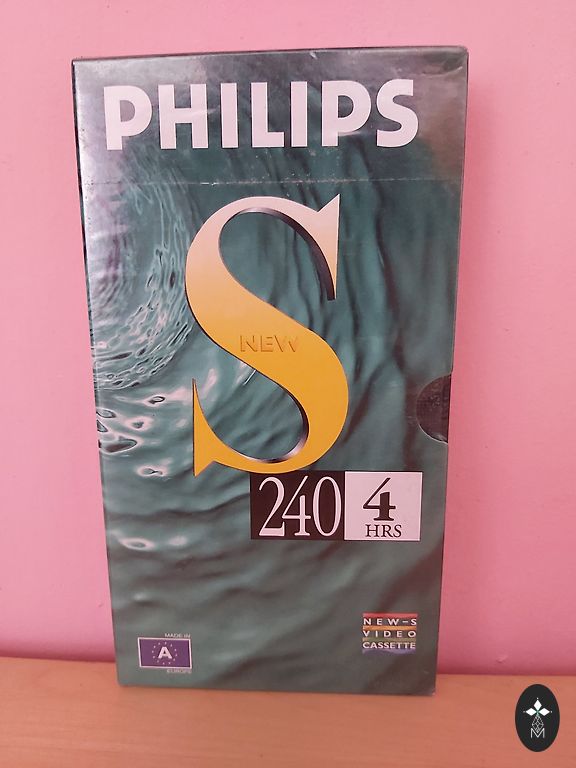 PHILIPS
S
NEW
240 4
HRS
NEW-S
VIDEO
CASSETTE
MADE IN
A
EUROPE
M